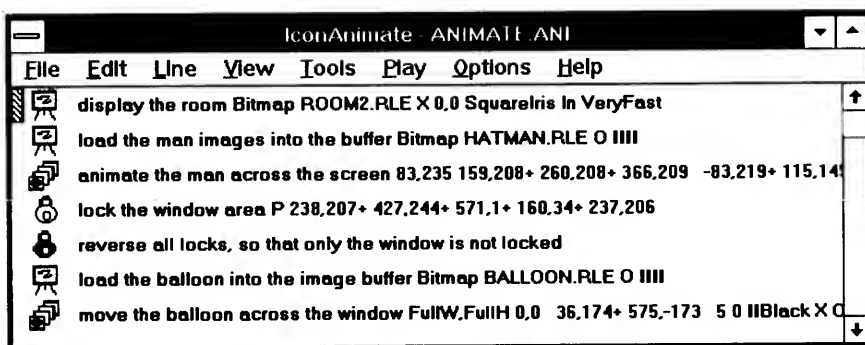 IconAnimate - ANIMATE.ANI
File Edit Line View Tools Play Options Help
display the room Bitmap ROOM2.RLE X 0,0 SquareIris In VeryFast
load the man images into the buffer Bitmap HATMAN.RLE O IIII
animate the man across the screen 83,235 159,208+ 260,208+ 366,209 -83,219+ 115,145
lock the window area P 238,207+ 427,244+ 571,1+ 160,34+ 237,206
reverse all locks, so that only the window is not locked
load the balloon into the image buffer Bitmap BALLOON.RLE O IIII
move the balloon across the window FullW,FullH 0,0 36,174+ 575,-173 5 0 IIBlack X 0